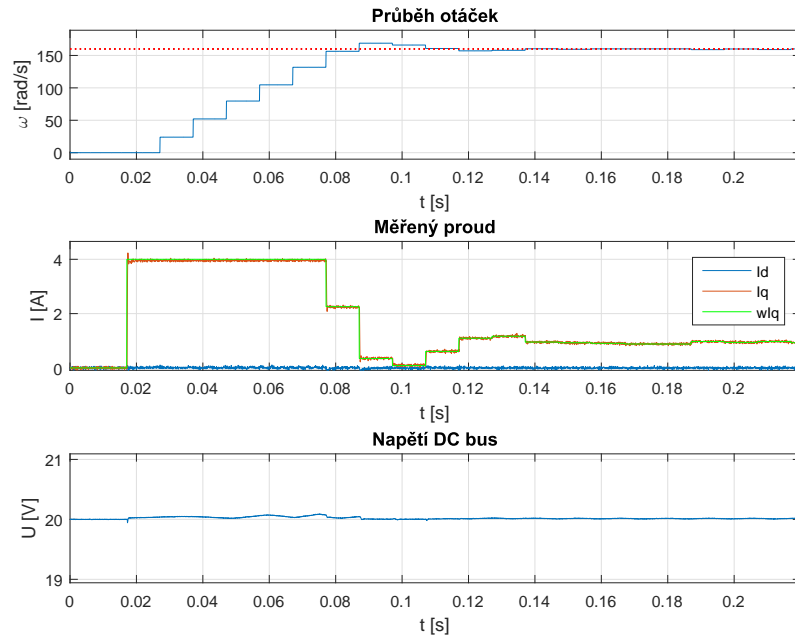 Průběh otáček
150
100
50
0
ω [rad/s]
0 0.02 0.04 0.06 0.08 0.1 0.12 0.14 0.16 0.18 0.2
t [s]
Měřený proud
4
2
0
I [A]
Id
Iq
wIq
0 0.02 0.04 0.06 0.08 0.1 0.12 0.14 0.16 0.18 0.2
t [s]
Napětí DC bus
21
20
19
U [V]
0 0.02 0.04 0.06 0.08 0.1 0.12 0.14 0.16 0.18 0.2
t [s]